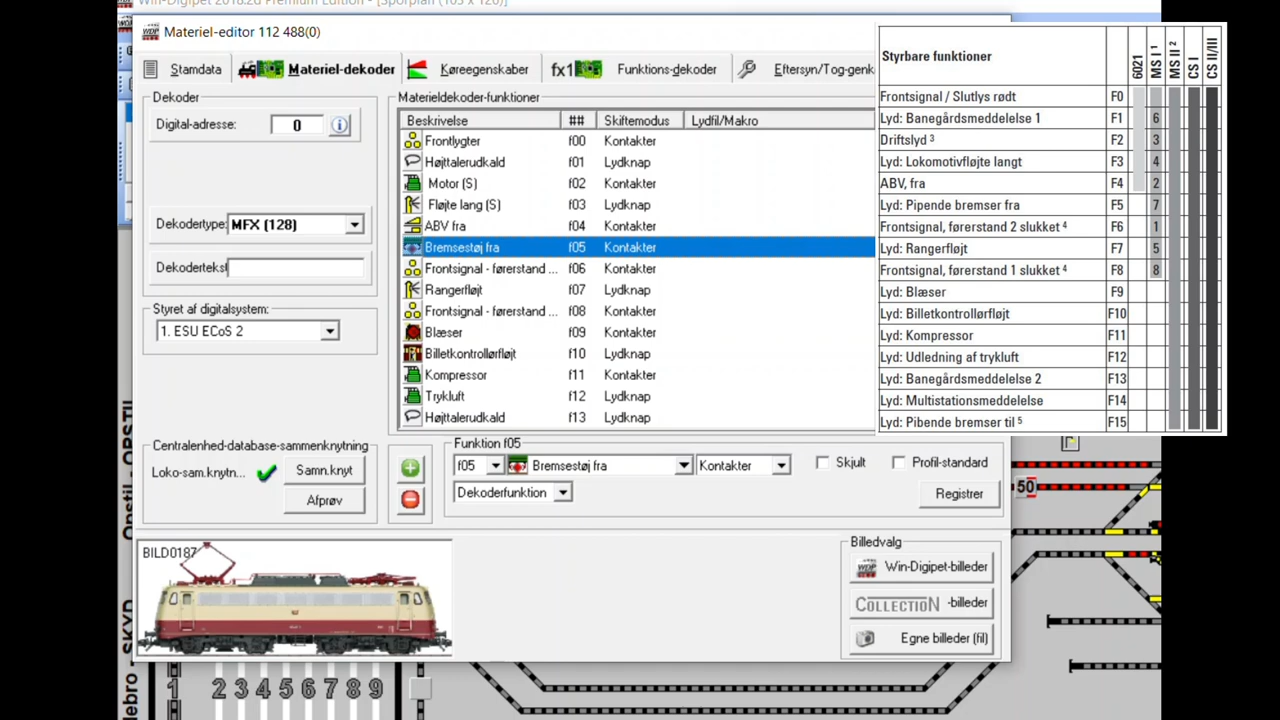 Win-Digipet 2018.2d Premium Edition - [Sporplan (105 x 120)]
Materiel-editor 112 488(0)
Stamdata
Materiel-dekoder
Køreegenskaber
fx1
Funktions-dekoder
Eftersyn/Tog-genk
Dekoder
Digital-adresse:
0
Dekodertype:
MFX (128)
Dekodertekst
Styret af digitalsystem:
1. ESU ECoS 2
Materieldekoder-funktioner
Beskrivelse ## Skiftemodus Lydfil/Makro
Frontlygter f00 Kontakter
Højttalerudkald f01 Lydknap
Motor (S) f02 Kontakter
Fløjte lang (S) f03 Lydknap
ABV fra f04 Kontakter
Bremsestøj fra f05 Kontakter
Frontsignal - førerstand ... f06 Kontakter
Rangerfløjt f07 Lydknap
Frontsignal - førerstand ... f08 Kontakter
Blæser f09 Kontakter
Billetkontrollørfløjt f10 Lydknap
Kompressor f11 Kontakter
Trykluft f12 Lydknap
Højttalerudkald f13 Lydknap
Styrbare funktioner 6021 MS I ¹ MS II ² CS I CS II/III
Frontsignal / Slutlys rødt F0
Lyd: Banegårdsmeddelelse 1 F1 6
Driftslyd ³ F2 3
Lyd: Lokomotivfløjte langt F3 4
ABV, fra F4 2
Lyd: Pipende bremser fra F5 7
Frontsignal, førerstand 2 slukket ⁴ F6 1
Lyd: Rangerfløjt F7 5
Frontsignal, førerstand 1 slukket ⁴ F8 8
Lyd: Blæser F9
Lyd: Billetkontrollørfløjt F10
Lyd: Kompressor F11
Lyd: Udledning af trykluft F12
Lyd: Banegårdsmeddelelse 2 F13
Lyd: Multistationsmeddelelse F14
Lyd: Pibende bremser til ⁵ F15
Centralenhed-database-sammenknytning
Loko-sam.knytn...
Samn.knyt
Afprøv
Funktion f05
f05 Bremsestøj fra Kontakter Skjult Profil-standard
Dekoderfunktion
Registrer
BILD0187
Billedvalg
Win-Digipet-billeder
COLLECTION -billeder
Egne billeder (fil)
50
Opstil - OPSTIL
lebro - SKYD
1 2 3 4 5 6 7 8 9